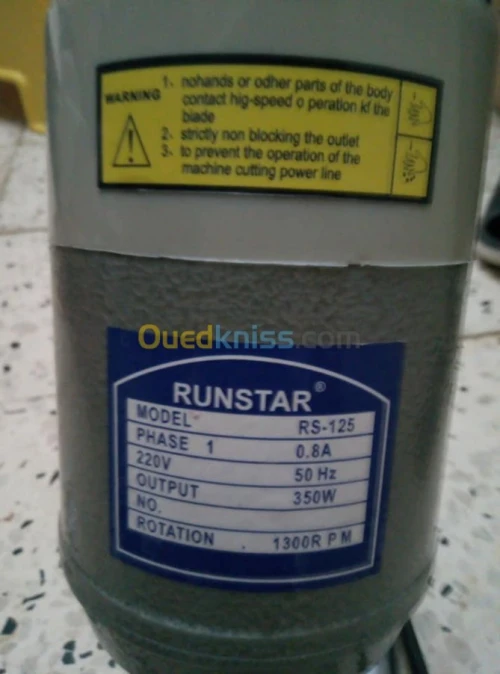 WARNING
1、nohands or odher parts of the body
contact hig-speed o peration kf the
blade
2、strictly non blocking the outlet
3、to prevent the operation of the
machine cutting power line
Ouedkniss.com
RUNSTAR®
MODEL RS-125
PHASE 1 0.8A
220V 50 Hz
OUTPUT 350W
NO.
ROTATION . 1300R P M